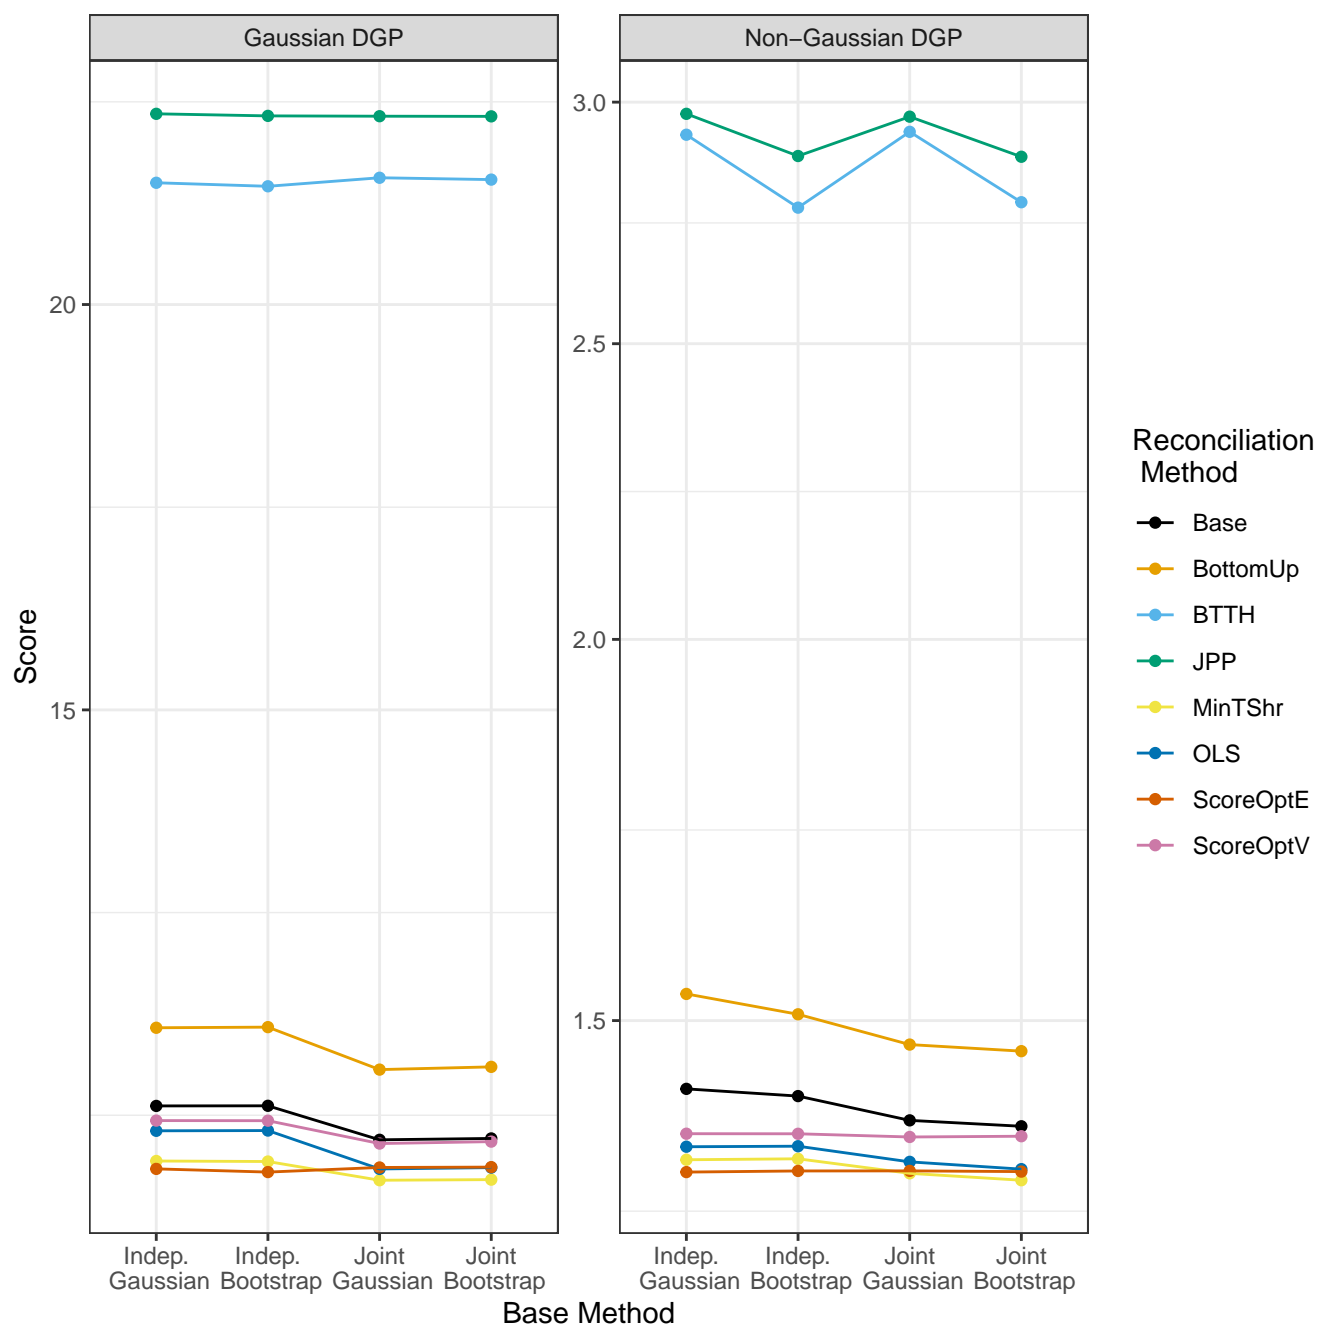 Gaussian DGP
Non−Gaussian DGP
Score
20
15
3.0
2.5
2.0
1.5
Indep.
Gaussian
Indep.
Bootstrap
Joint
Gaussian
Joint
Bootstrap
Indep.
Gaussian
Indep.
Bootstrap
Joint
Gaussian
Joint
Bootstrap
Base Method
Reconciliation
Method
Base
BottomUp
BTTH
JPP
MinTShr
OLS
ScoreOptE
ScoreOptV